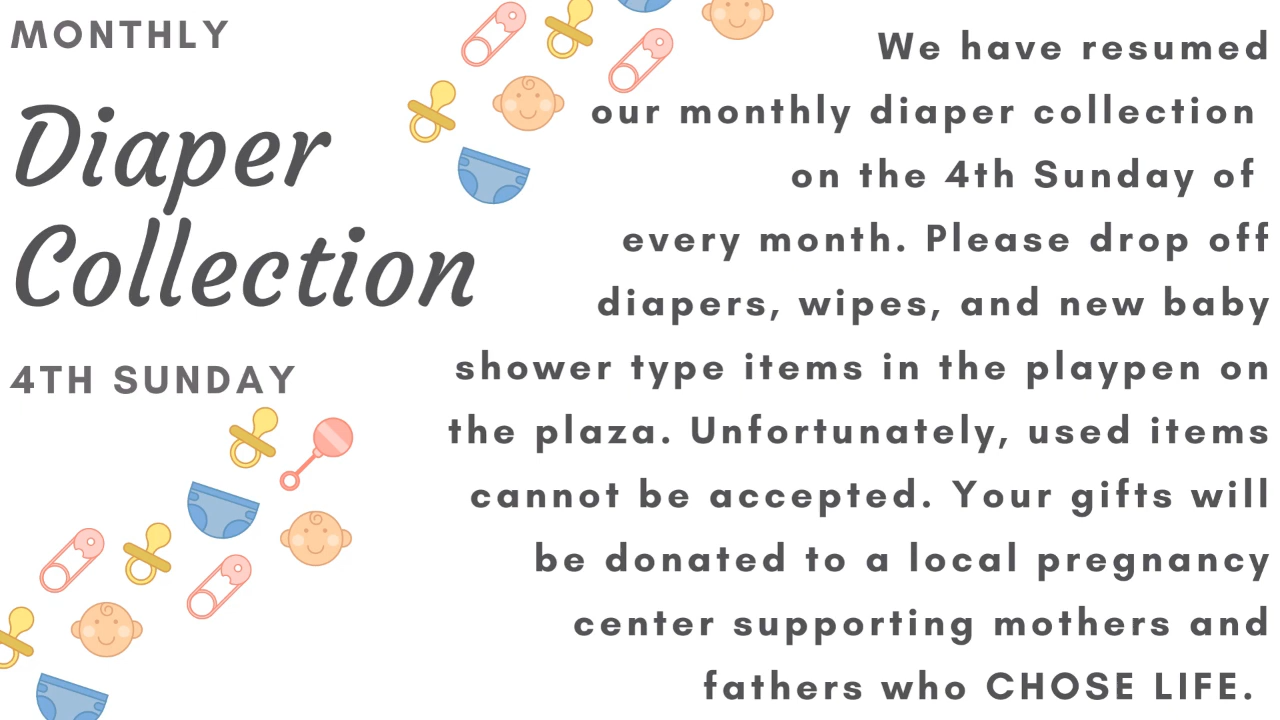 MONTHLY
Diaper
Collection
4TH SUNDAY
We have resumed
our monthly diaper collection
on the 4th Sunday of
every month. Please drop off
diapers, wipes, and new baby
shower type items in the playpen on
the plaza. Unfortunately, used items
cannot be accepted. Your gifts will
be donated to a local pregnancy
center supporting mothers and
fathers who CHOSE LIFE.